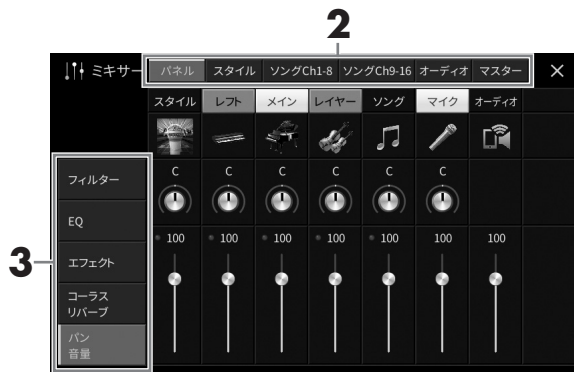 2
ミキサー
パネル スタイル ソングCh1-8 ソングCh9-16 オーディオ マスター ×
スタイル レフト メイン レイヤー ソング マイク オーディオ
フィルター
EQ
エフェクト
コーラス
リバーブ
パン
音量
C C C C C C
100 100 100 100 100 100 100
3